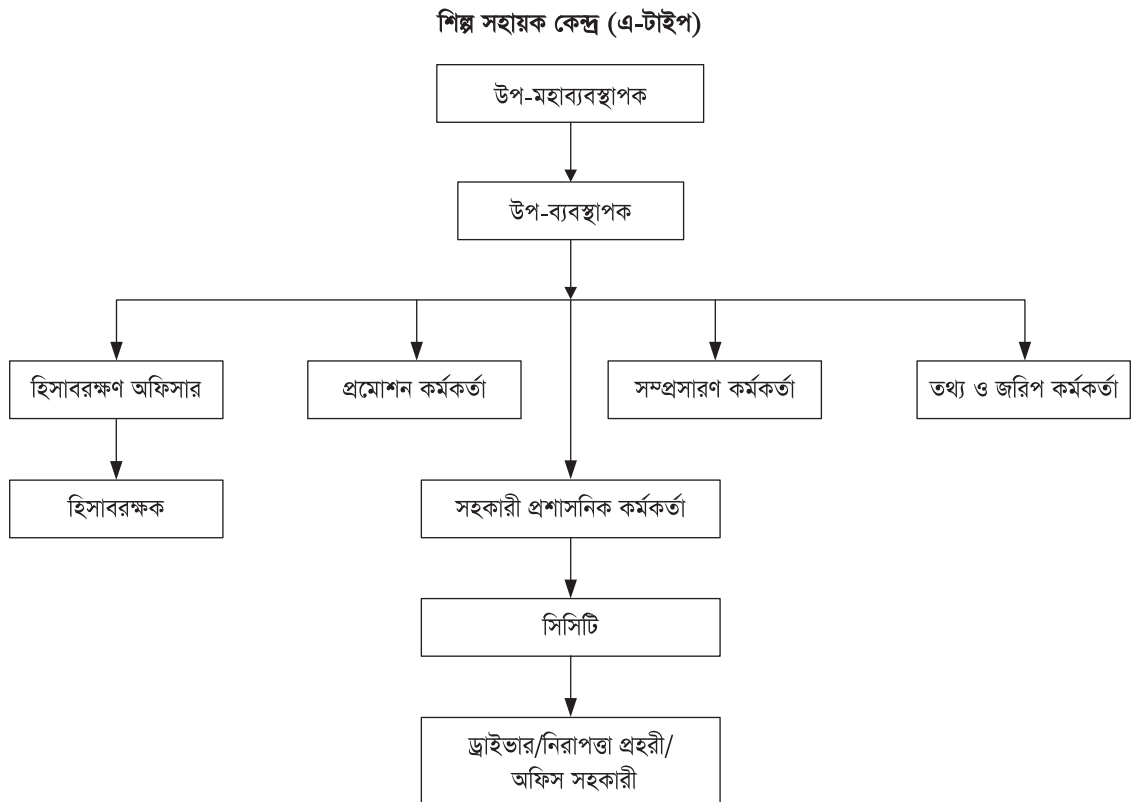 শিল্প সহায়ক কেন্দ্র (এ-টাইপ)
উপ-মহাব্যবস্থাপক
উপ-ব্যবস্থাপক
হিসাবরক্ষণ অফিসার
প্রমোশন কর্মকর্তা
সম্প্রসারণ কর্মকর্তা
তথ্য ও জরিপ কর্মকর্তা
হিসাবরক্ষক
সহকারী প্রশাসনিক কর্মকর্তা
সিসিটি
ড্রাইভার/নিরাপত্তা প্রহরী/
অফিস সহকারী